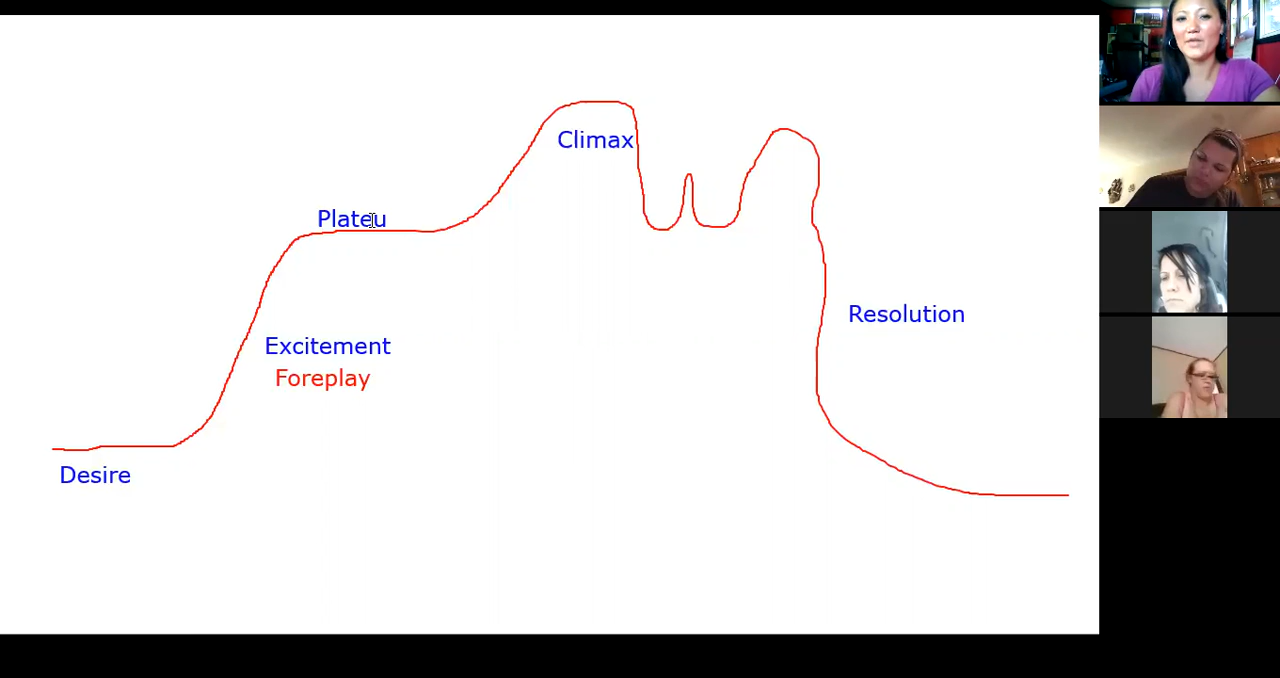 Climax
Plateu
Resolution
Excitement
Foreplay
Desire